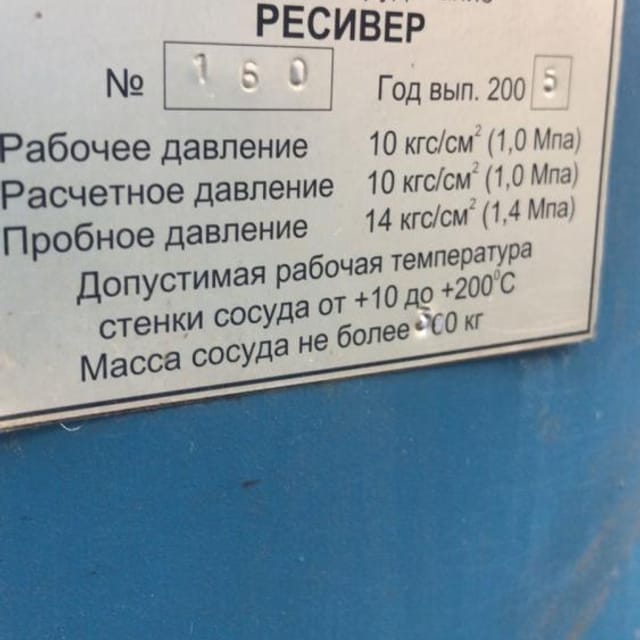 РЕСИВЕР
№ 160 Год вып. 2005
Рабочее давление 10 кгс/см² (1,0 Мпа)
Расчетное давление 10 кгс/см² (1,0 Мпа)
Пробное давление 14 кгс/см² (1,4 Мпа)
Допустимая рабочая температура
стенки сосуда от +10 до +200°С
Масса сосуда не более кг